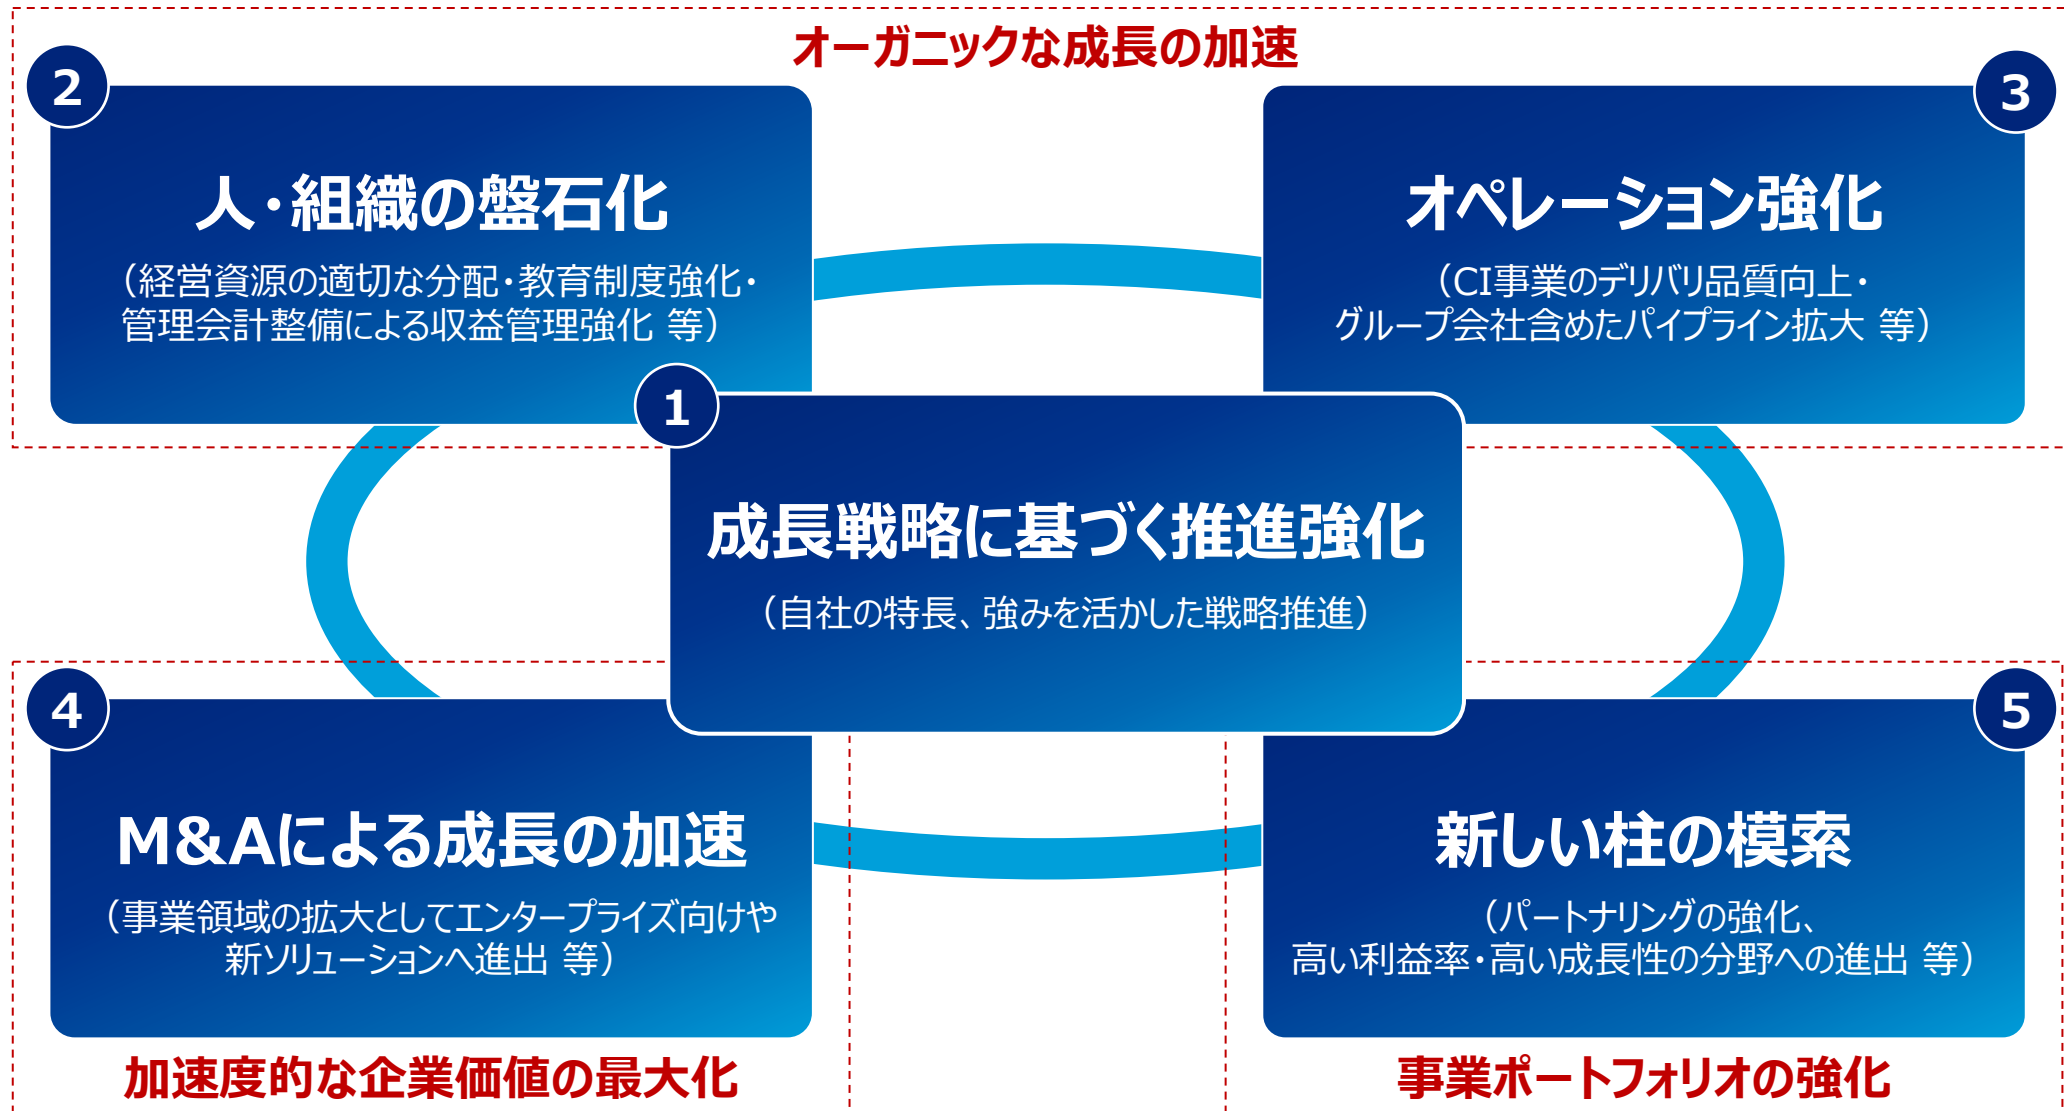 オーガニックな成長の加速
2
人・組織の盤石化
（経営資源の適切な分配・教育制度強化・
管理会計整備による収益管理強化 等）
3
オペレーション強化
（CI事業のデリバリ品質向上・
グループ会社含めたパイプライン拡大 等）
1
成長戦略に基づく推進強化
（自社の特長、強みを活かした戦略推進）
4
M&Aによる成長の加速
（事業領域の拡大としてエンタープライズ向けや
新ソリューションへ進出 等）
加速度的な企業価値の最大化
5
新しい柱の模索
（パートナリングの強化、
高い利益率・高い成長性の分野への進出 等）
事業ポートフォリオの強化